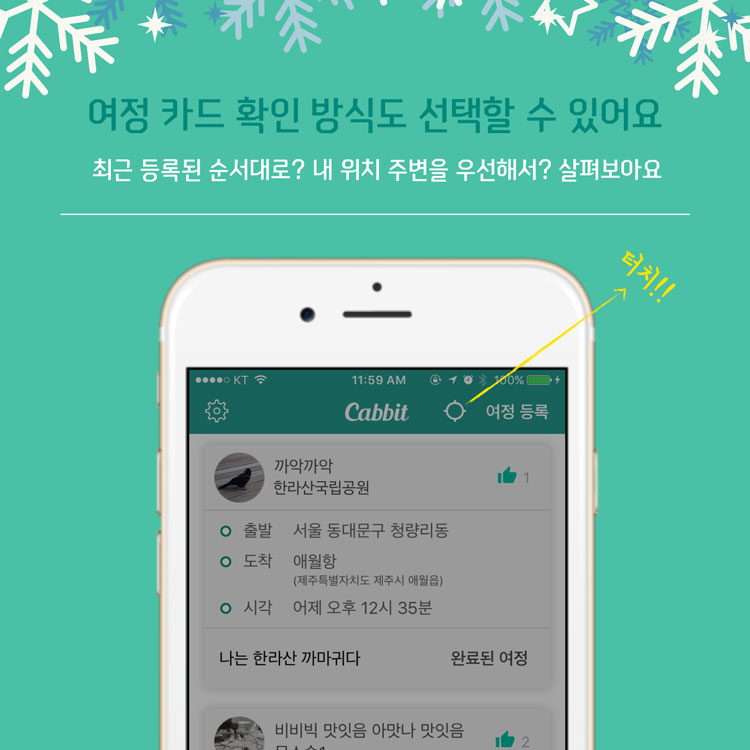 여정 카드 확인 방식도 선택할 수 있어요
최근 등록된 순서대로? 내 위치 주변을 우선해서? 살펴보아요
터치!!
KT 11:59 AM 100%
Cabbit 여정 등록
까악까악
한라산국립공원
1
출발 서울 동대문구 청량리동
도착 애월항
(제주특별자치도 제주시 애월읍)
시각 어제 오후 12시 35분
나는 한라산 까마귀다 완료된 여정
비비빅 맛잇음 아맛나 맛잇음
2